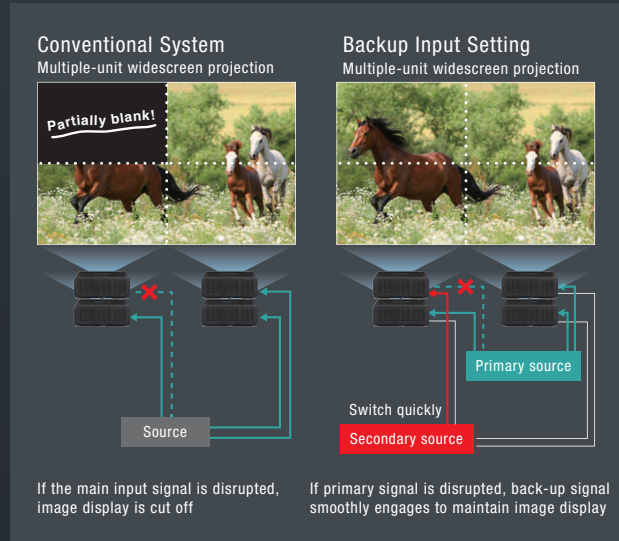 Conventional System
Multiple-unit widescreen projection
Partially blank!
Source
If the main input signal is disrupted,
image display is cut off
Backup Input Setting
Multiple-unit widescreen projection
Primary source
Switch quickly
Secondary source
If primary signal is disrupted, back-up signal
smoothly engages to maintain image display